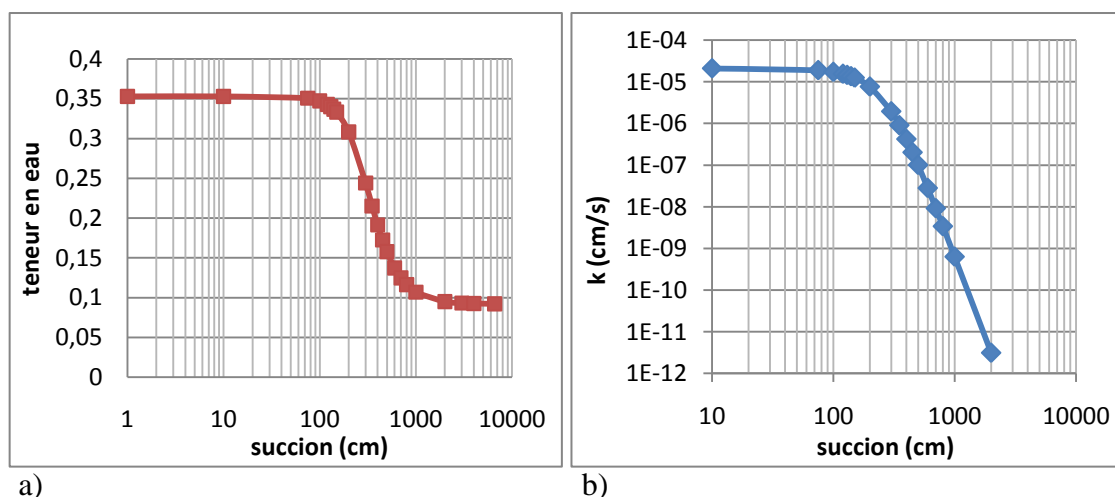 teneur en eau
0,4
0,35
0,3
0,25
0,2
0,15
0,1
0,05
0
1 10 100 1000 10000
succion (cm)
a)
k (cm/s)
1E-04
1E-05
1E-06
1E-07
1E-08
1E-09
1E-10
1E-11
1E-12
10 100 1000 10000
succion (cm)
b)